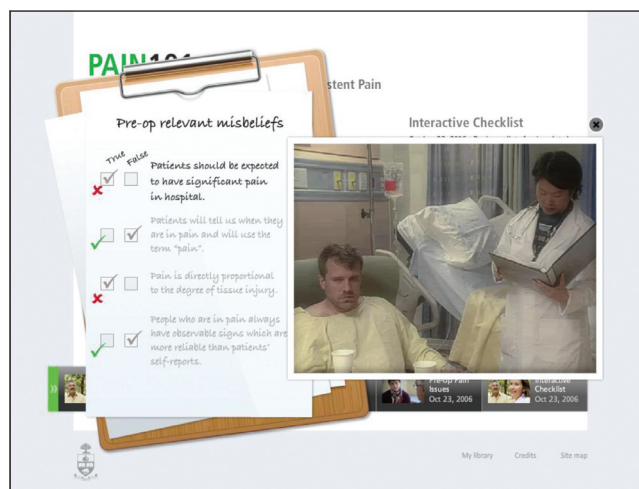 PAIN101
stent Pain
Interactive Checklist
Pre-op relevant misbeliefs
True False
Patients should be expected
to have significant pain
in hospital.
Patients will tell us when they
are in pain and will use the
term "pain".
Pain is directly proportional
to the degree of tissue injury.
People who are in pain always
have observable signs which are
more reliable than patients'
self-reports.
Pre-Op Pain
Issues
Oct 23, 2006
Interactive
Checklist
Oct 23, 2006
My library Credits Site map